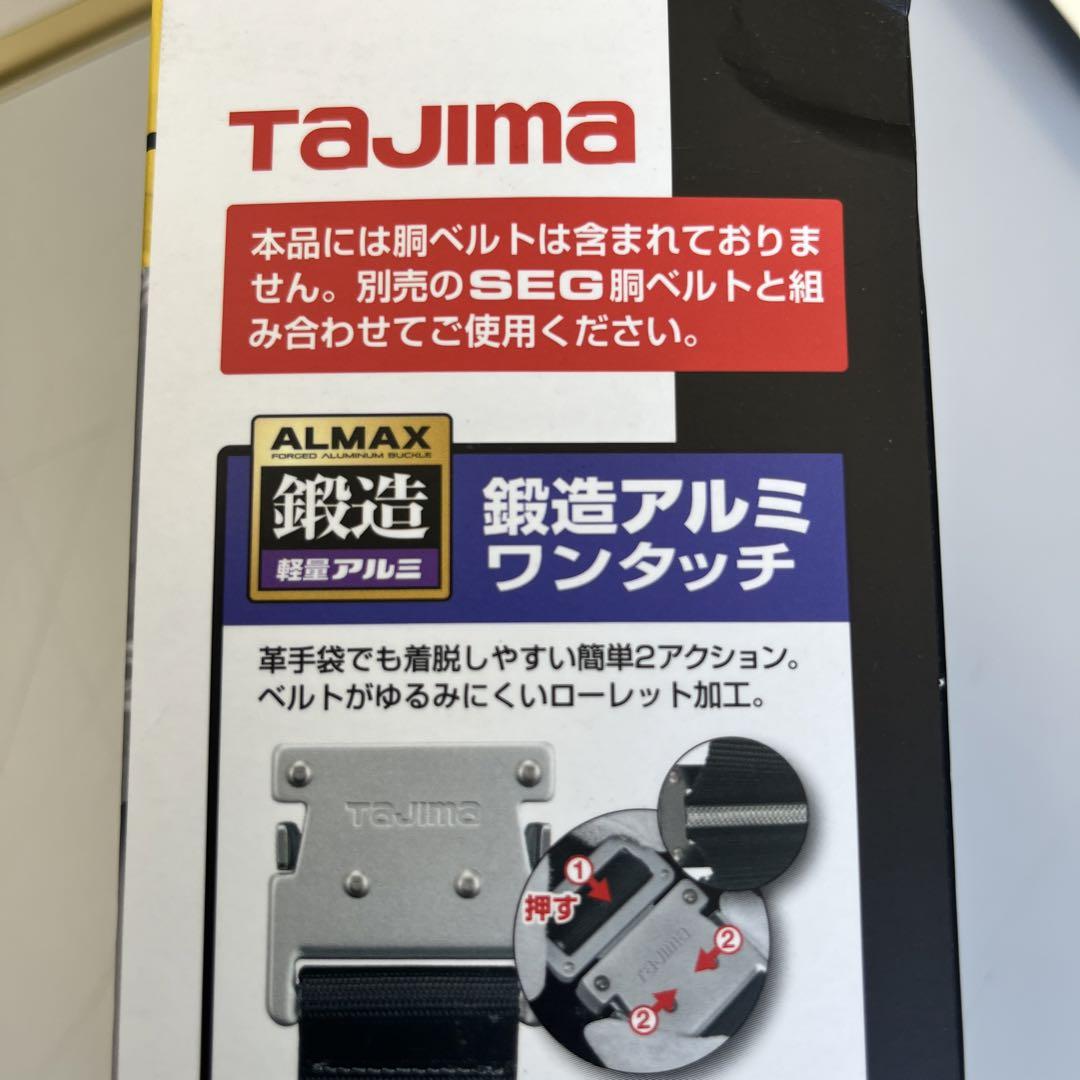 TaJIma
本品には胴ベルトは含まれておりま
せん。別売のSEG胴ベルトと組
み合わせてご使用ください。
ALMAX
FORGED ALUMINUM BUCKLE
鍛造
軽量アルミ
鍛造アルミ
ワンタッチ
革手袋でも着脱しやすい簡単2アクション。
ベルトがゆるみにくいローレット加工。
TaJIma
1
押す
TaJIma
2
2